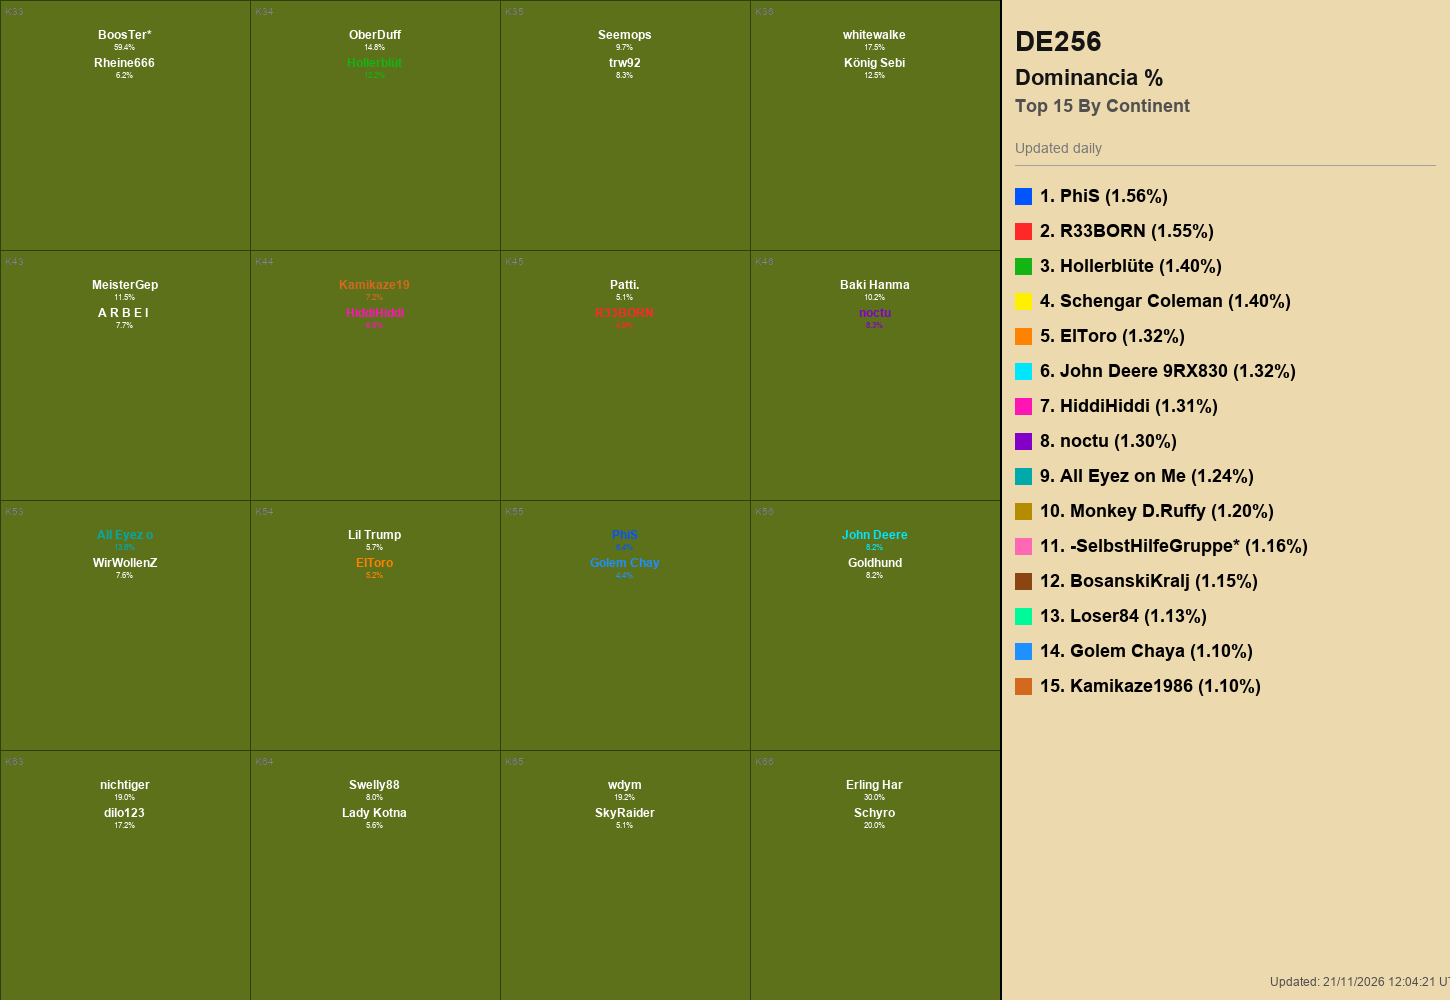 K33
BoosTer*
59.4%
Rheine666
6.2%
K34
OberDuff
14.8%
Hollerblüt
K35
Seemops
9.7%
trw92
8.3%
K36
whitewalke
17.5%
König Sebi
12.5%
K43
MeisterGep
11.5%
A R B E I
7.7%
K44
Kamikaze19
7.2%
HiddiHiddi
K45
Patti.
5.1%
R33BORN
K46
Baki Hanma
10.2%
noctu
K53
All Eyez o
WirWollenZ
7.6%
K54
Lil Trump
5.7%
ElToro
5.2%
K55
PhiS
Golem Chay
4.4%
K56
John Deere
8.2%
Goldhund
8.2%
K63
nichtiger
19.0%
dilo123
17.2%
K64
Swelly88
8.0%
Lady Kotna
5.6%
K65
wdym
19.2%
SkyRaider
5.1%
K66
Erling Har
30.0%
Schyro
20.0%
DE256
Dominancia %
Top 15 By Continent
Updated daily
1. PhiS (1.56%)
2. R33BORN (1.55%)
3. Hollerblüte (1.40%)
4. Schengar Coleman (1.40%)
5. ElToro (1.32%)
6. John Deere 9RX830 (1.32%)
7. HiddiHiddi (1.31%)
8. noctu (1.30%)
9. All Eyez on Me (1.24%)
10. Monkey D.Ruffy (1.20%)
11. -SelbstHilfeGruppe* (1.16%)
12. BosanskiKralj (1.15%)
13. Loser84 (1.13%)
14. Golem Chaya (1.10%)
15. Kamikaze1986 (1.10%)
Updated: 21/11/2026 12:04:21